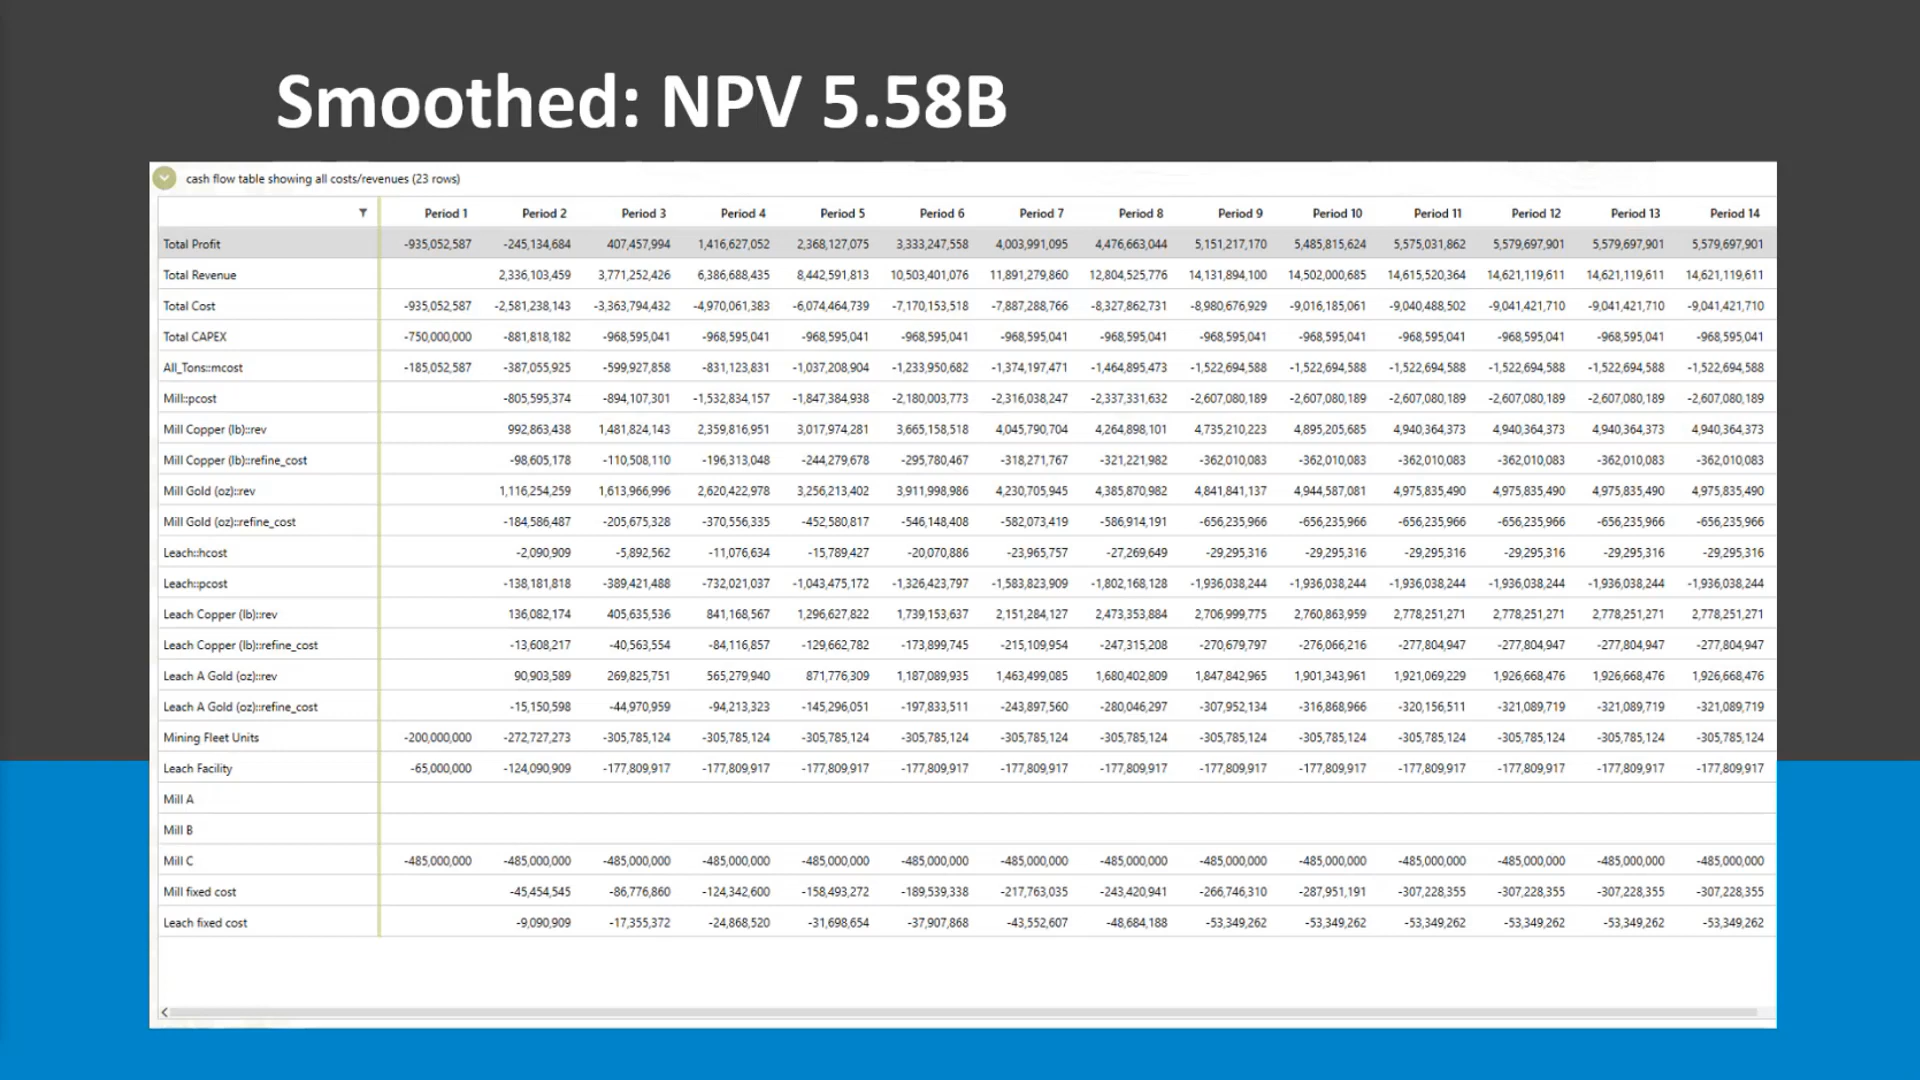 Smoothed: NPV 5.58B
cash flow table showing all costs/revenues (23 rows)
Period 1 Period 2 Period 3 Period 4 Period 5 Period 6 Period 7 Period 8 Period 9 Period 10 Period 11 Period 12 Period 13 Period 14
Total Profit -935,052,587 -245,134,684 407,457,994 1,416,627,052 2,368,127,075 3,333,247,558 4,003,991,095 4,476,663,044 5,151,217,170 5,485,815,624 5,575,031,862 5,579,697,901 5,579,697,901 5,579,697,901
Total Revenue 2,336,103,459 3,771,252,426 6,386,688,435 8,442,591,813 10,503,401,076 11,891,279,860 12,804,525,776 14,131,894,100 14,502,000,685 14,615,520,364 14,621,119,611 14,621,119,611 14,621,119,611
Total Cost -935,052,587 -2,581,238,143 -3,363,794,432 -4,970,061,383 -6,074,464,739 -7,170,153,518 -7,887,288,766 -8,327,862,731 -8,980,676,929 -9,016,185,061 -9,040,488,502 -9,041,421,710 -9,041,421,710 -9,041,421,710
Total CAPEX -750,000,000 -881,818,182 -968,595,041 -968,595,041 -968,595,041 -968,595,041 -968,595,041 -968,595,041 -968,595,041 -968,595,041 -968,595,041 -968,595,041 -968,595,041 -968,595,041
All_Tons::mcost -185,052,587 -387,055,925 -599,927,858 -831,123,831 -1,037,208,904 -1,233,950,682 -1,374,197,471 -1,464,895,473 -1,522,694,588 -1,522,694,588 -1,522,694,588 -1,522,694,588 -1,522,694,588 -1,522,694,588
Mill::pcost -805,595,374 -894,107,301 -1,532,834,157 -1,847,384,938 -2,180,003,773 -2,316,038,247 -2,337,331,632 -2,607,080,189 -2,607,080,189 -2,607,080,189 -2,607,080,189 -2,607,080,189 -2,607,080,189
Mill Copper (lb)::rev 992,863,438 1,481,824,143 2,359,816,951 3,017,974,281 3,665,158,518 4,045,790,704 4,264,898,101 4,735,210,223 4,895,205,685 4,940,364,373 4,940,364,373 4,940,364,373 4,940,364,373
Mill Copper (lb)::refine_cost -98,605,178 -110,508,110 -196,313,048 -244,279,678 -295,780,467 -318,271,767 -321,221,982 -362,010,083 -362,010,083 -362,010,083 -362,010,083 -362,010,083 -362,010,083
Mill Gold (oz)::rev 1,116,254,259 1,613,966,996 2,620,422,978 3,256,213,402 3,911,998,986 4,230,705,945 4,385,870,982 4,841,841,137 4,944,587,081 4,975,835,490 4,975,835,490 4,975,835,490 4,975,835,490
Mill Gold (oz)::refine_cost -184,586,487 -205,675,328 -370,556,335 -452,580,817 -546,148,408 -582,073,419 -586,914,191 -656,235,966 -656,235,966 -656,235,966 -656,235,966 -656,235,966 -656,235,966
Leach::hcost -2,090,909 -5,892,562 -11,076,634 -15,789,427 -20,070,886 -23,965,757 -27,269,649 -29,295,316 -29,295,316 -29,295,316 -29,295,316 -29,295,316 -29,295,316
Leach::pcost -138,181,818 -389,421,488 -732,021,037 -1,043,475,172 -1,326,423,797 -1,583,823,909 -1,802,168,128 -1,936,038,244 -1,936,038,244 -1,936,038,244 -1,936,038,244 -1,936,038,244 -1,936,038,244
Leach Copper (lb)::rev 136,082,174 405,635,536 841,168,567 1,296,627,822 1,739,153,637 2,151,284,127 2,473,353,884 2,706,999,775 2,760,863,959 2,778,251,271 2,778,251,271 2,778,251,271 2,778,251,271
Leach Copper (lb)::refine_cost -13,608,217 -40,563,554 -84,116,857 -129,662,782 -173,899,745 -215,109,954 -247,315,208 -270,679,797 -276,066,216 -277,804,947 -277,804,947 -277,804,947 -277,804,947
Leach A Gold (oz)::rev 90,903,589 269,825,751 565,279,940 871,776,309 1,187,089,935 1,463,499,085 1,680,402,809 1,847,842,965 1,901,343,961 1,921,069,229 1,926,668,476 1,926,668,476 1,926,668,476
Leach A Gold (oz)::refine_cost -15,150,598 -44,970,959 -94,213,323 -145,296,051 -197,833,511 -243,897,560 -280,046,297 -307,952,134 -316,868,966 -320,156,511 -321,089,719 -321,089,719 -321,089,719
Mining Fleet Units -200,000,000 -272,727,273 -305,785,124 -305,785,124 -305,785,124 -305,785,124 -305,785,124 -305,785,124 -305,785,124 -305,785,124 -305,785,124 -305,785,124 -305,785,124 -305,785,124
Leach Facility -65,000,000 -124,090,909 -177,809,917 -177,809,917 -177,809,917 -177,809,917 -177,809,917 -177,809,917 -177,809,917 -177,809,917 -177,809,917 -177,809,917 -177,809,917 -177,809,917
Mill A
Mill B
Mill C -485,000,000 -485,000,000 -485,000,000 -485,000,000 -485,000,000 -485,000,000 -485,000,000 -485,000,000 -485,000,000 -485,000,000 -485,000,000 -485,000,000 -485,000,000 -485,000,000
Mill fixed cost -45,454,545 -86,776,860 -124,342,600 -158,493,272 -189,539,338 -217,763,035 -243,420,941 -266,746,310 -287,951,191 -307,228,355 -307,228,355 -307,228,355 -307,228,355
Leach fixed cost -9,090,909 -17,355,372 -24,868,520 -31,698,654 -37,907,868 -43,552,607 -48,684,188 -53,349,262 -53,349,262 -53,349,262 -53,349,262 -53,349,262 -53,349,262